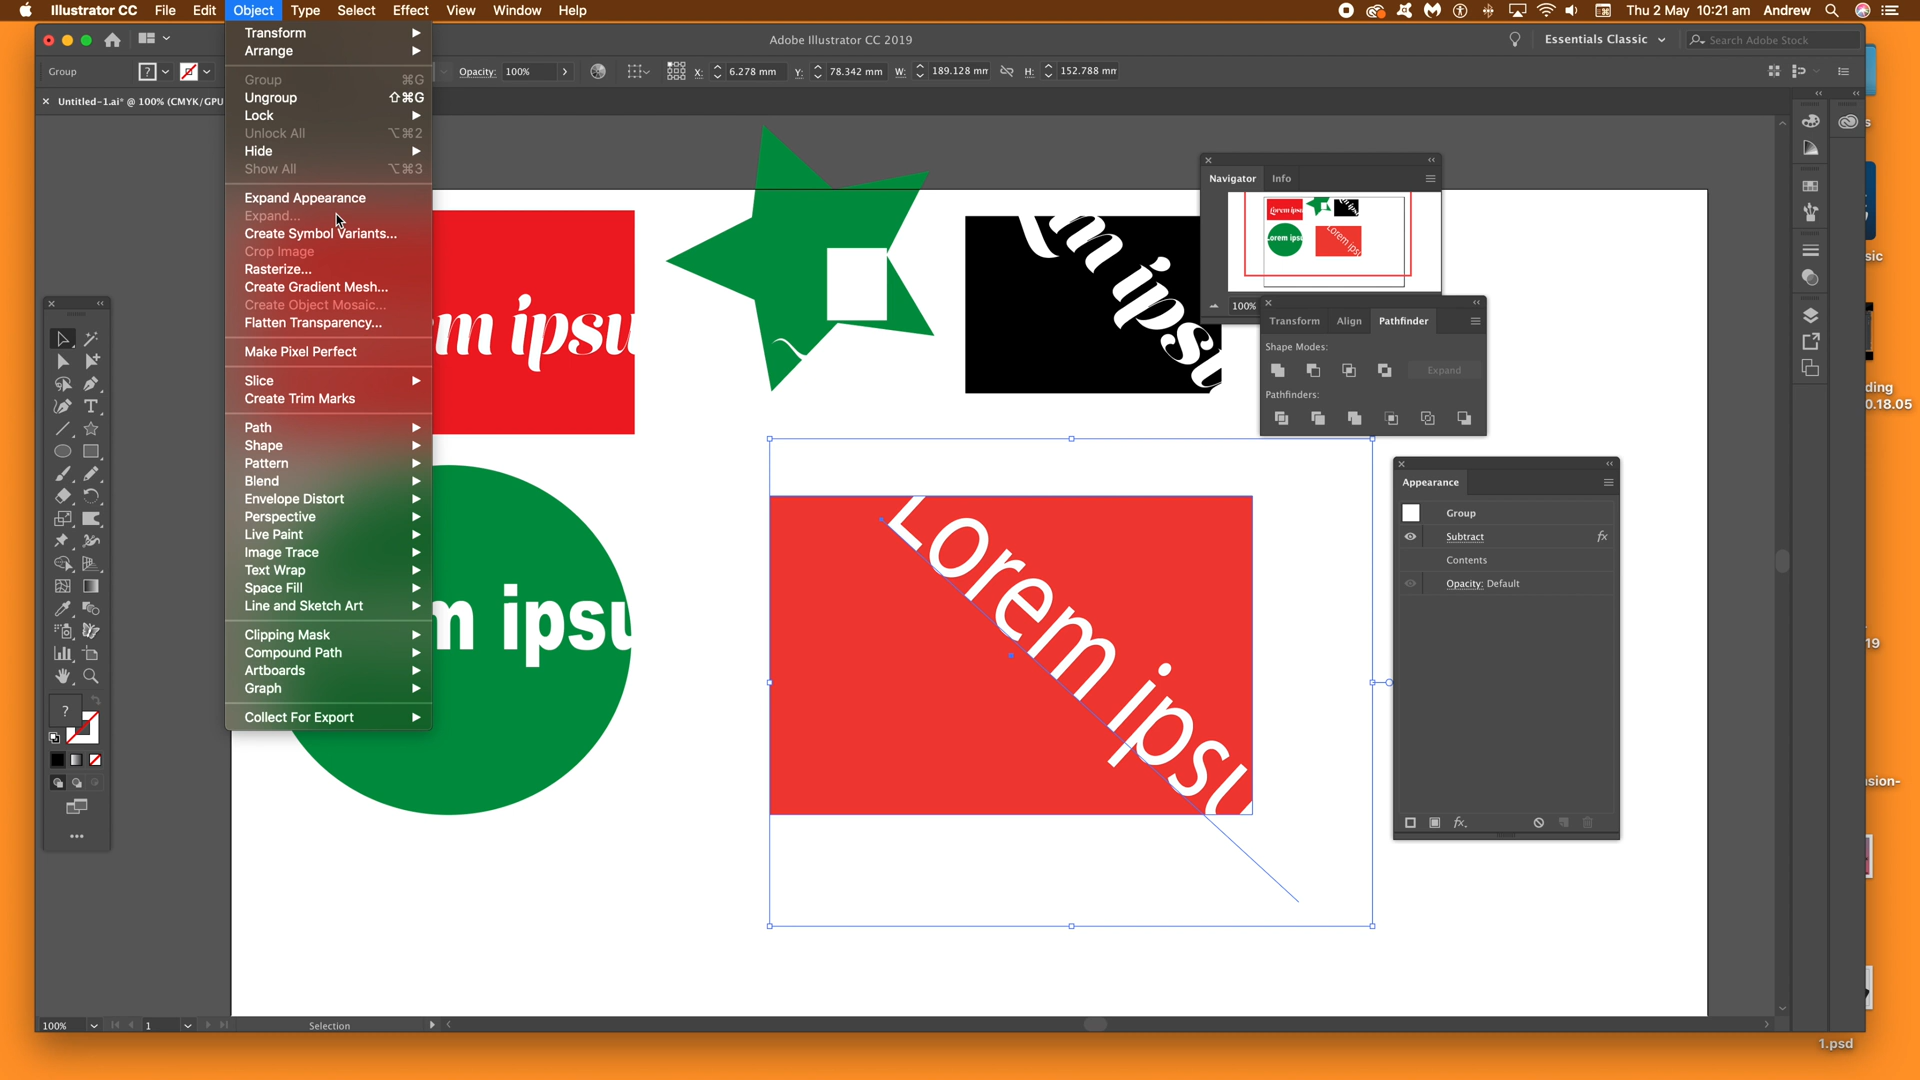 Illustrator CC File Edit Object Type Select Effect View Window Help
Thu 2 May 10:21 am Andrew
Adobe Illustrator CC 2019
Essentials Classic
Search Adobe Stock
Group
Opacity: 100%
X: 6.278 mm
Y: 78.342 mm
W: 189.128 mm
H: 152.788 mm
Untitled-1.ai* @ 100% (CMYK/GPU
Transform
Arrange
Group ⌘G
Ungroup ⇧⌘G
Lock
Unlock All ⌥⌘2
Hide
Show All ⌥⌘3
Expand Appearance
Expand...
Create Symbol Variants...
Crop Image
Rasterize...
Create Gradient Mesh...
Create Object Mosaic...
Flatten Transparency...
Make Pixel Perfect
Slice
Create Trim Marks
Path
Shape
Pattern
Blend
Envelope Distort
Perspective
Live Paint
Image Trace
Text Wrap
Space Fill
Line and Sketch Art
Clipping Mask
Compound Path
Artboards
Graph
Collect For Export
m ipsu
m ipsu
m ipsu
Lorem ipsu
Navigator Info
Lorem ipsu
Lorem ipsu
100%
Transform Align Pathfinder
Shape Modes:
Expand
Pathfinders:
Appearance
Group
Subtract
Contents
Opacity: Default
s
sic
ding
0.18.05
19
sion-
1.psd
100%
1
Selection